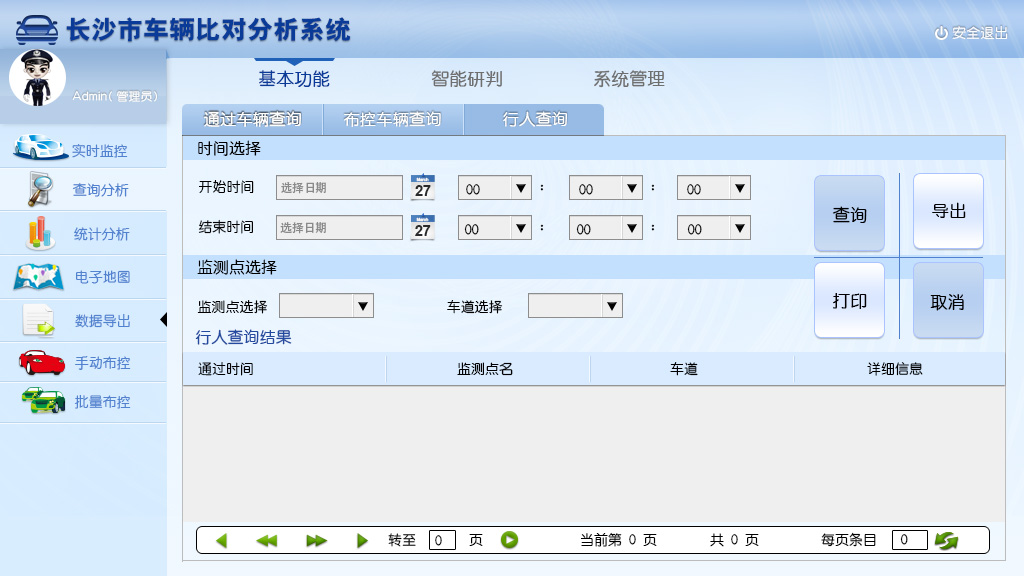 长沙市车辆比对分析系统
安全退出
Admin( 管理员)
基本功能 智能研判 系统管理
通过车辆查询 布控车辆查询 行人查询
实时监控
查询分析
统计分析
电子地图
数据导出
手动布控
批量布控
时间选择
开始时间 选择日期 March 27 00 : 00 : 00
结束时间 选择日期 March 27 00 : 00 : 00
查询 导出
打印 取消
监测点选择
监测点选择 车道选择
行人查询结果
通过时间 监测点名 车道 详细信息
转至 0 页 当前第 0 页 共 0 页 每页条目 0